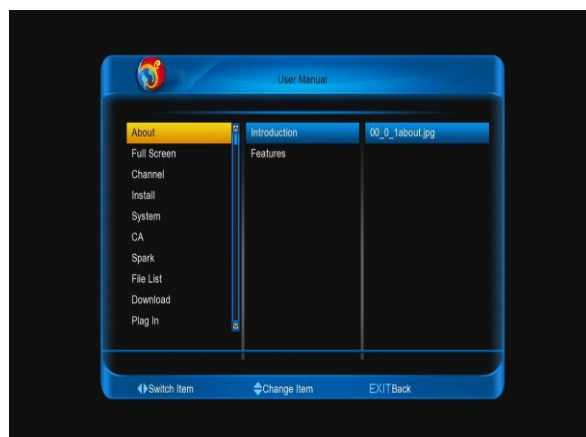 User Manual
About
Introduction
00_0_1about.jpg
Full Screen
Features
Channel
Install
System
CA
Spark
File List
Download
Plag In
Switch Item
Change Item
EXITBack